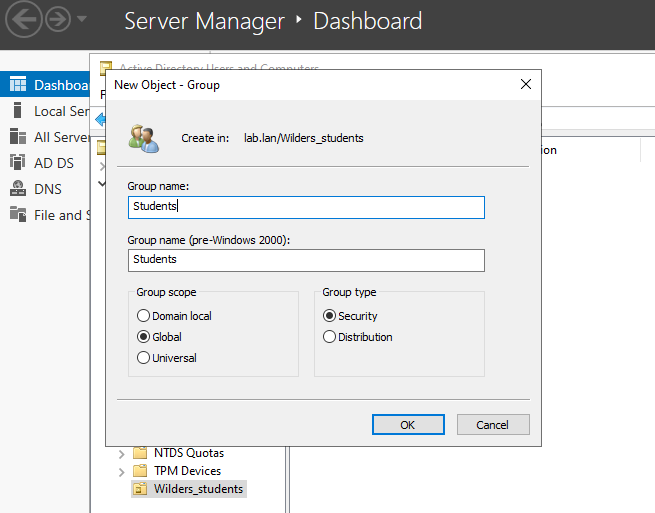 Server Manager ▸ Dashboard
Active Directory Users and Computers
Dashboa
Local Ser
All Server
AD DS
DNS
File and S
F
ion
New Object - Group
Create in: lab.lan/Wilders_students
Group name:
Students
Group name (pre-Windows 2000):
Students
Group scope
Domain local
Global
Universal
Group type
Security
Distribution
OK
Cancel
NTDS Quotas
TPM Devices
Wilders_students